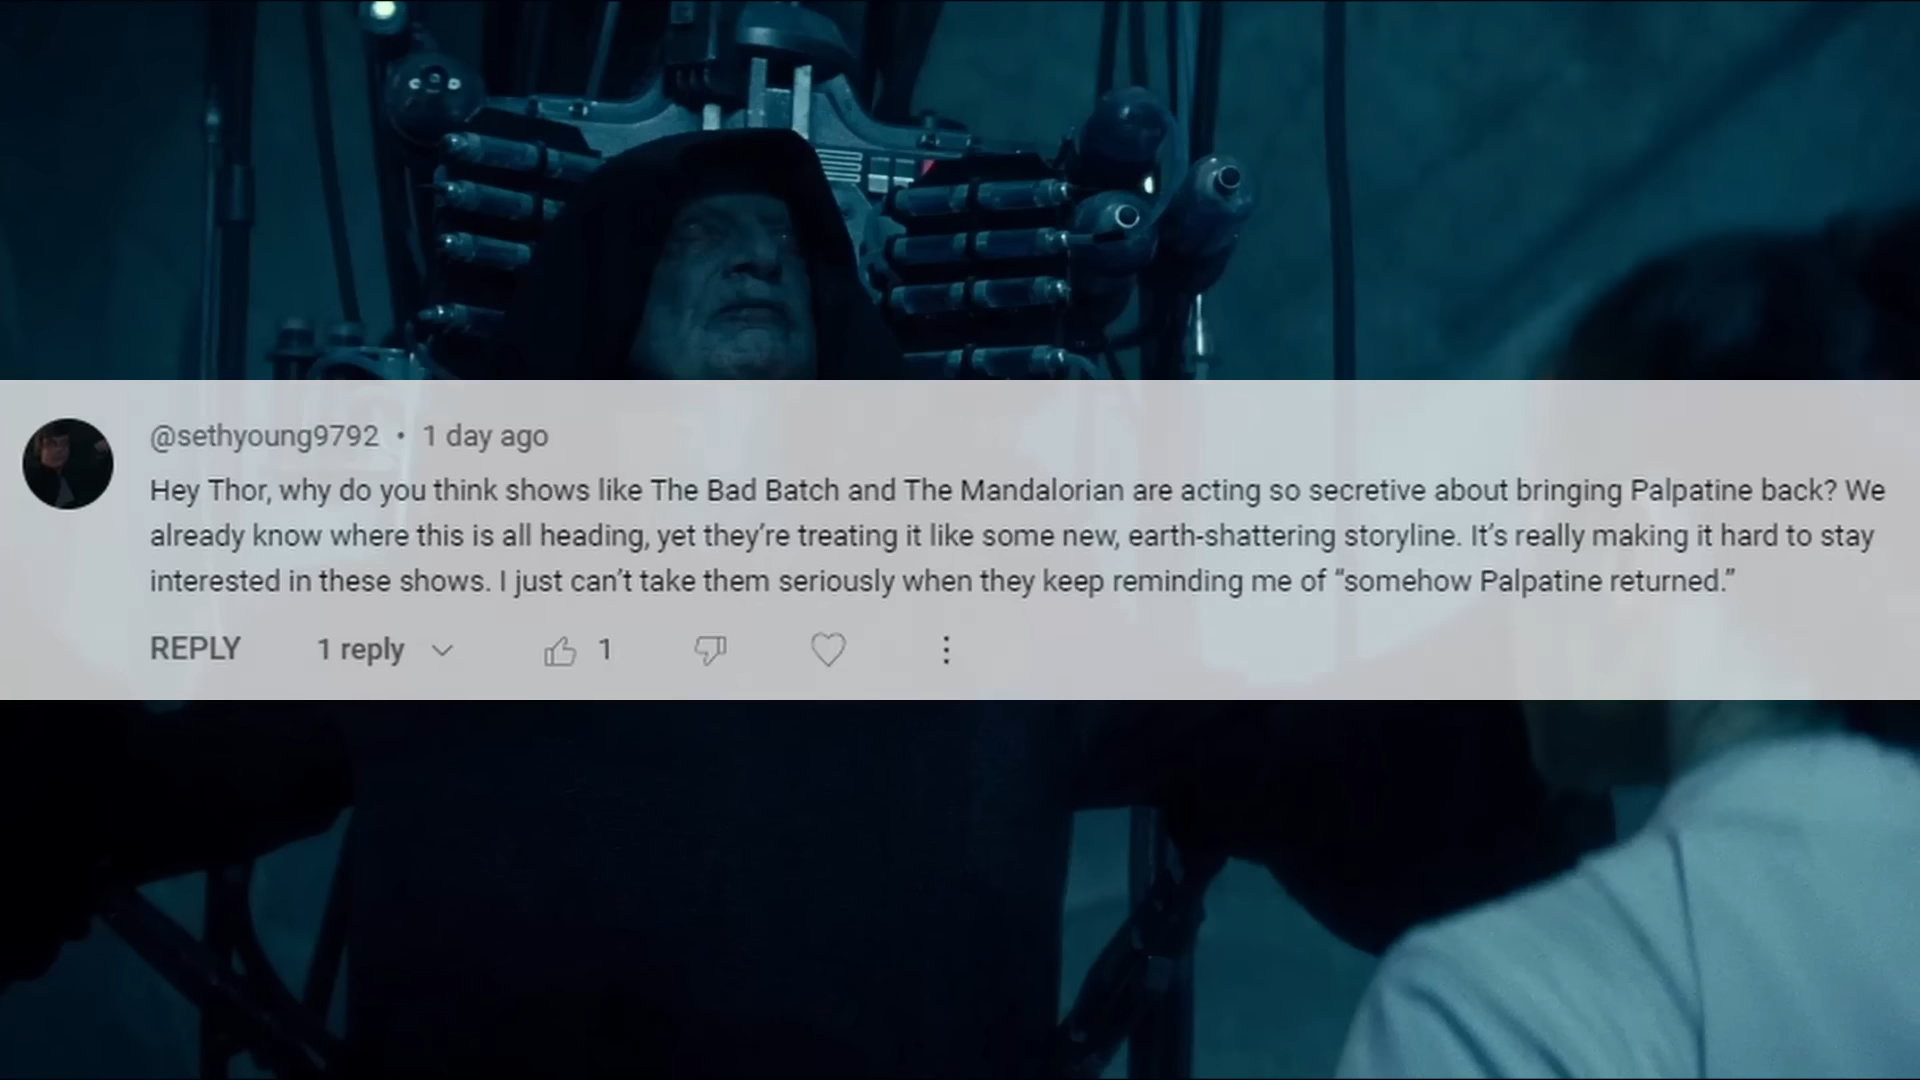 @sethyoung9792 • 1 day ago
Hey Thor, why do you think shows like The Bad Batch and The Mandalorian are acting so secretive about bringing Palpatine back? We
already know where this is all heading, yet they’re treating it like some new, earth-shattering storyline. It’s really making it hard to stay
interested in these shows. I just can’t take them seriously when they keep reminding me of “somehow Palpatine returned.”
REPLY 1 reply 1